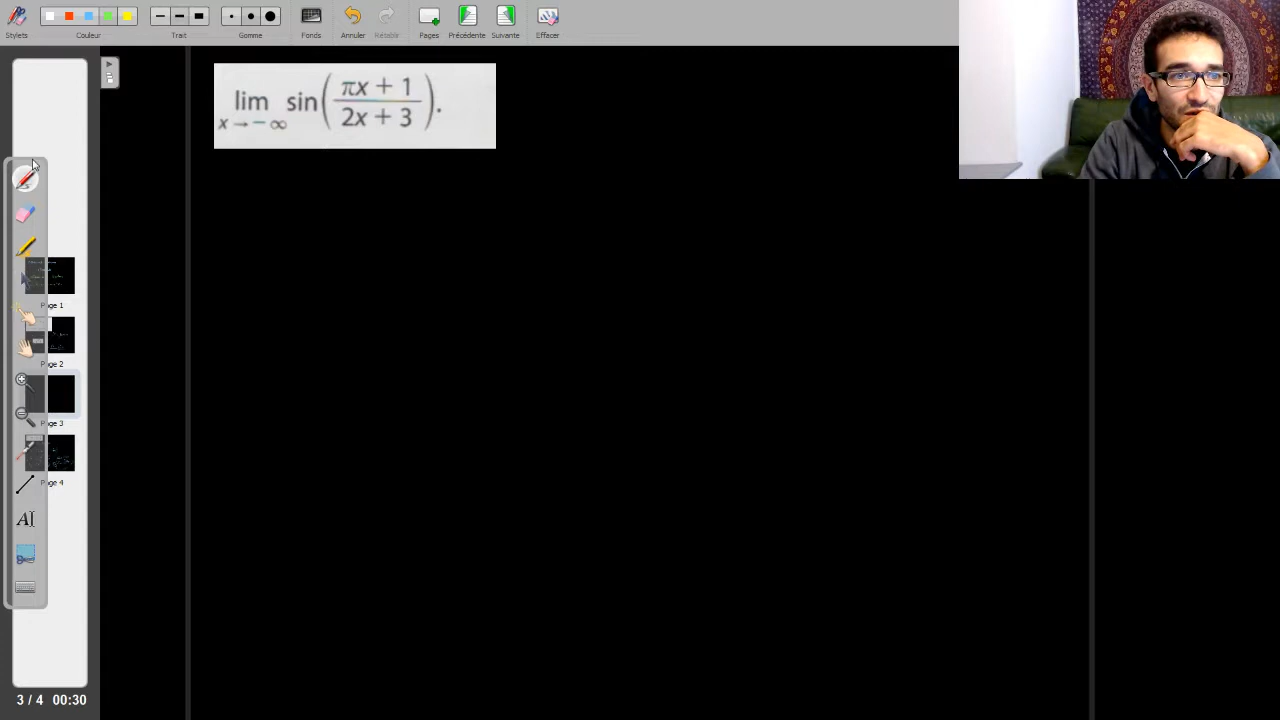 Stylets Couleur Trait Gomme Fonds Annuler Rétablir Pages Précédente Suivante Effacer
lim sin(πx + 1 / 2x + 3).
x → − ∞
Page 1
Page 2
Page 3
Page 4
3 / 4 00:30